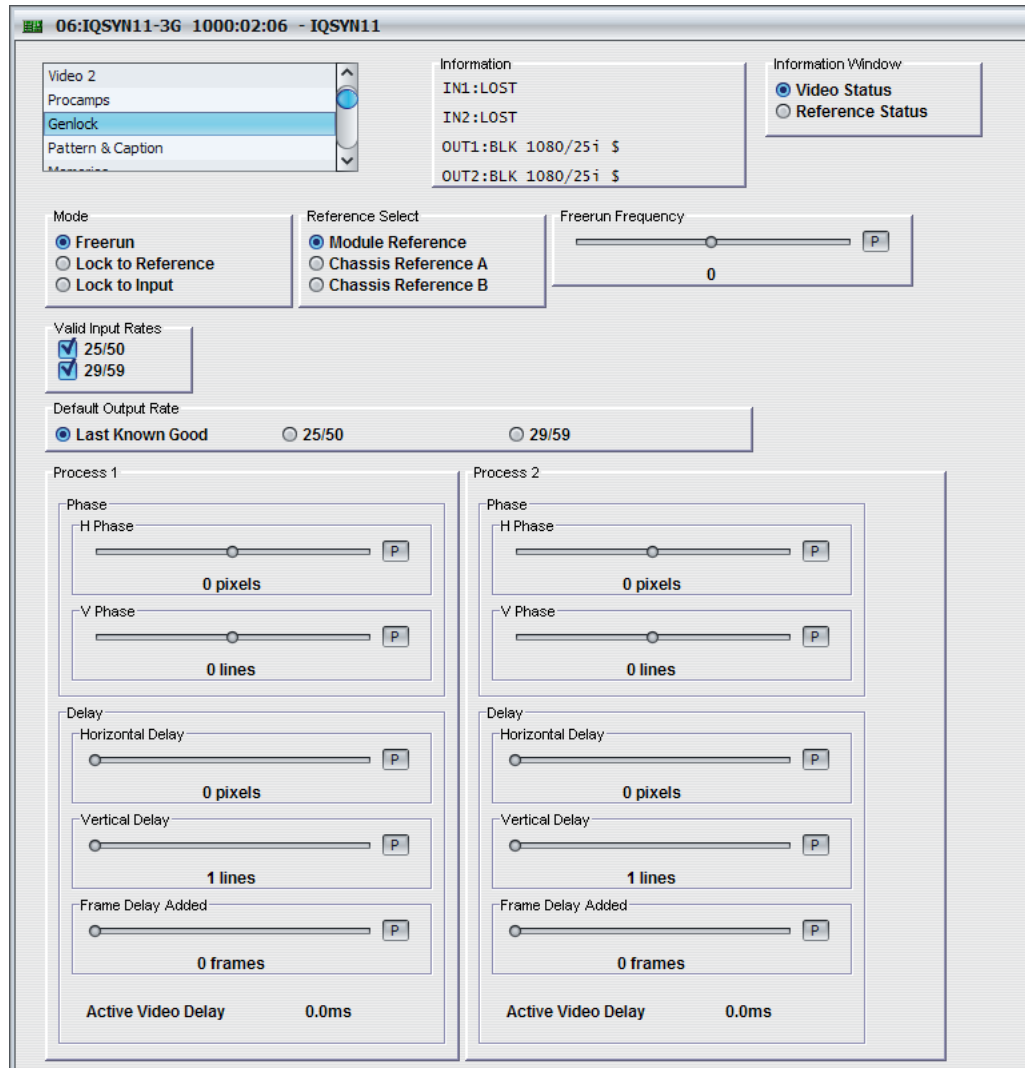 06:IQSYN11-3G 1000:02:06 - IQSYN11
Video 2
Procamps
Genlock
Pattern & Caption
Memories
Information
IN1:LOST
IN2:LOST
OUT1:BLK 1080/25i $
OUT2:BLK 1080/25i $
Information Window
Video Status
Reference Status
Mode
Freerun
Lock to Reference
Lock to Input
Reference Select
Module Reference
Chassis Reference A
Chassis Reference B
Freerun Frequency
P
0
Valid Input Rates
25/50
29/59
Default Output Rate
Last Known Good 25/50 29/59
Process 1
Phase
H Phase
P
0 pixels
V Phase
P
0 lines
Delay
Horizontal Delay
P
0 pixels
Vertical Delay
P
1 lines
Frame Delay Added
P
0 frames
Active Video Delay 0.0ms
Process 2
Phase
H Phase
P
0 pixels
V Phase
P
0 lines
Delay
Horizontal Delay
P
0 pixels
Vertical Delay
P
1 lines
Frame Delay Added
P
0 frames
Active Video Delay 0.0ms